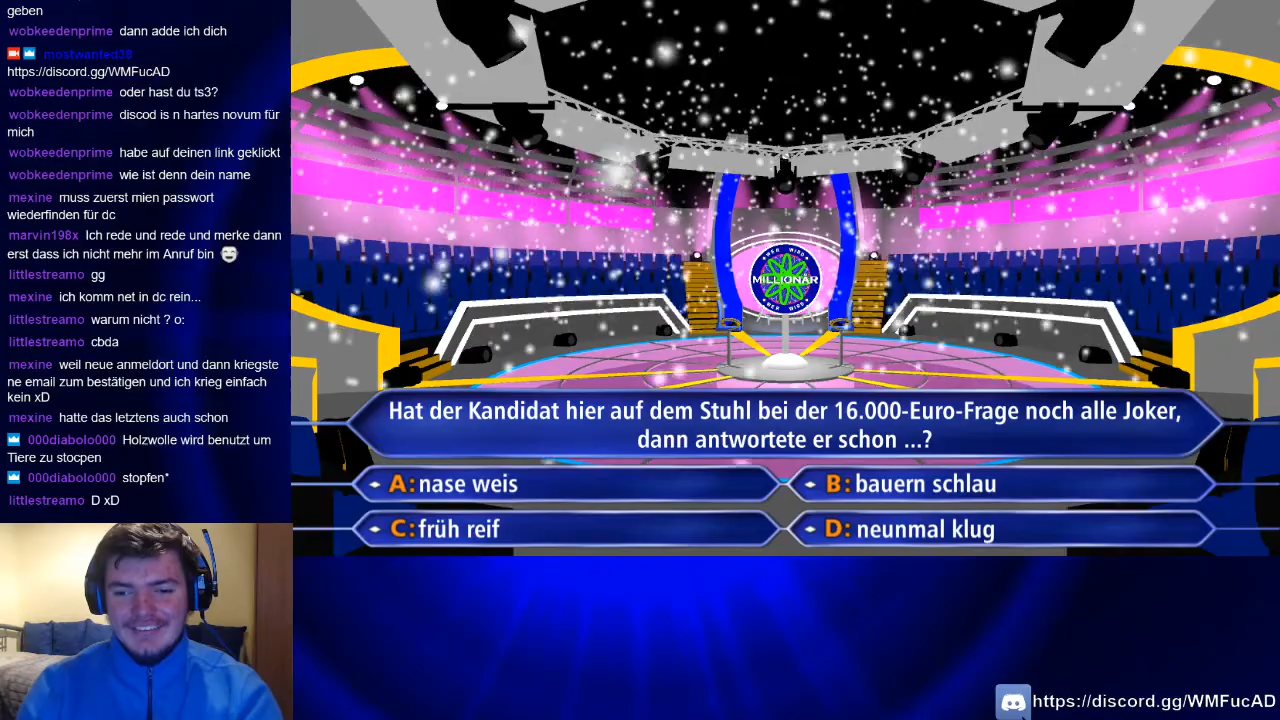 geben
wobkeedenprime dann adde ich dich
mostwanted38
https://discord.gg/WMFucAD
wobkeedenprime oder hast du ts3?
wobkeedenprime discod is n hartes novum für
mich
wobkeedenprime habe auf deinen link geklickt
wobkeedenprime wie ist denn dein name
mexine muss zuerst mien passwort
wiederfinden für dc
marvin198x Ich rede und rede und merke dann
erst dass ich nicht mehr im Anruf bin
littlestreamo gg
mexine ich komm net in dc rein...
littlestreamo warum nicht ? o:
littlestreamo cbda
mexine weil neue anmeldort und dann kriegste
ne email zum bestätigen und ich krieg einfach
kein xD
mexine hatte das letztens auch schon
000diabolo000 Holzwolle wird benutzt um
Tiere zu stocpen
000diabolo000 stopfen*
littlestreamo D xD
WER WIRD
MILLIONÄR
WER WIRD
Hat der Kandidat hier auf dem Stuhl bei der 16.000-Euro-Frage noch alle Joker,
dann antwortete er schon ...?
A: nase weis
B: bauern schlau
C: früh reif
D: neunmal klug
https://discord.gg/WMFucAD